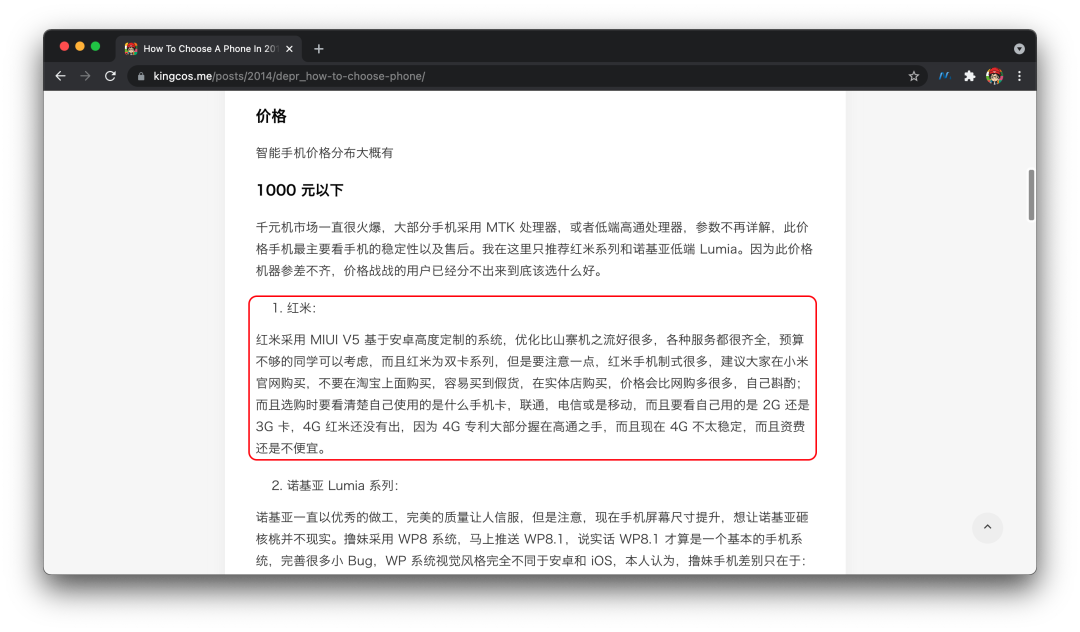 How To Choose A Phone In 201
kingcos.me/posts/2014/depr_how-to-choose-phone/
价格
智能手机价格分布大概有
1000 元以下
千元机市场一直很火爆，大部分手机采用 MTK 处理器，或者低端高通处理器，参数不再详解，此价
格手机最主要看手机的稳定性以及售后。我在这里只推荐红米系列和诺基亚低端 Lumia。因为此价格
机器参差不齐，价格战战的用户已经分不出来到底该选什么好。
1. 红米：
红米采用 MIUI V5 基于安卓高度定制的系统，优化比山寨机之流好很多，各种服务都很齐全，预算
不够的同学可以考虑，而且红米为双卡系列，但是要注意一点，红米手机制式很多，建议大家在小米
官网购买，不要在淘宝上面购买，容易买到假货，在实体店购买，价格会比网购多很多，自己斟酌；
而且选购时要看清楚自己使用的是什么手机卡，联通，电信或是移动，而且要看自己用的是 2G 还是
3G 卡，4G 红米还没有出，因为 4G 专利大部分握在高通之手，而且现在 4G 不太稳定，而且资费
还是不便宜。
2. 诺基亚 Lumia 系列：
诺基亚一直以优秀的做工，完美的质量让人信服，但是注意，现在手机屏幕尺寸提升，想让诺基亚砸
核桃并不现实。撸妹采用 WP8 系统，马上推送 WP8.1，说实话 WP8.1 才算是一个基本的手机系
统，完善很多小 Bug，WP 系统视觉风格完全不同于安卓和 iOS，本人认为，撸妹手机差别只在于：